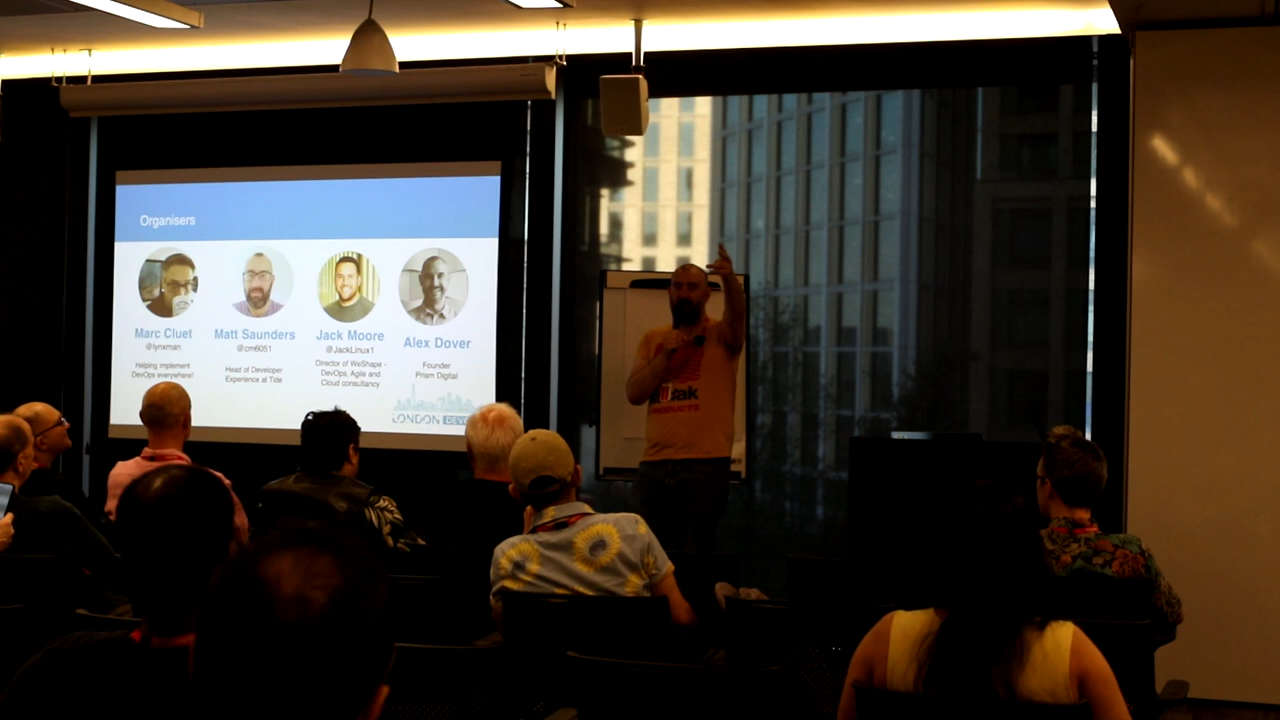 Organisers
Marc Cluet
@lynxman
Helping implement
DevOps everywhere!
Matt Saunders
@cm6051
Head of Developer
Experience at Tide
Jack Moore
@JackLinux1
Director of WeShape -
DevOps, Agile and
Cloud consultancy
Alex Dover
Founder
Prism Digital
LONDON DEV
PRODUCTS